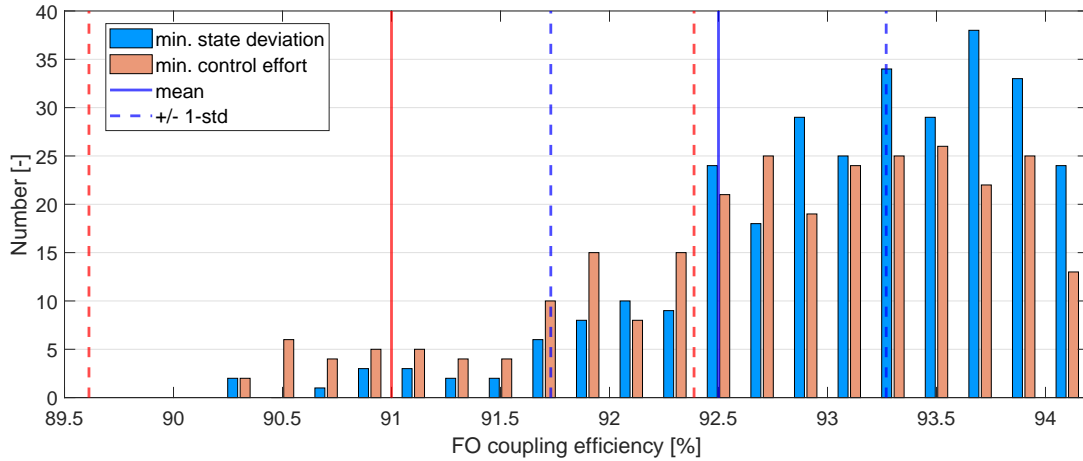 40
35
30
25
20
15
10
5
0
Number [-]
min. state deviation
min. control effort
mean
+/- 1-std
89.5 90 90.5 91 91.5 92 92.5 93 93.5 94
FO coupling efficiency [%]